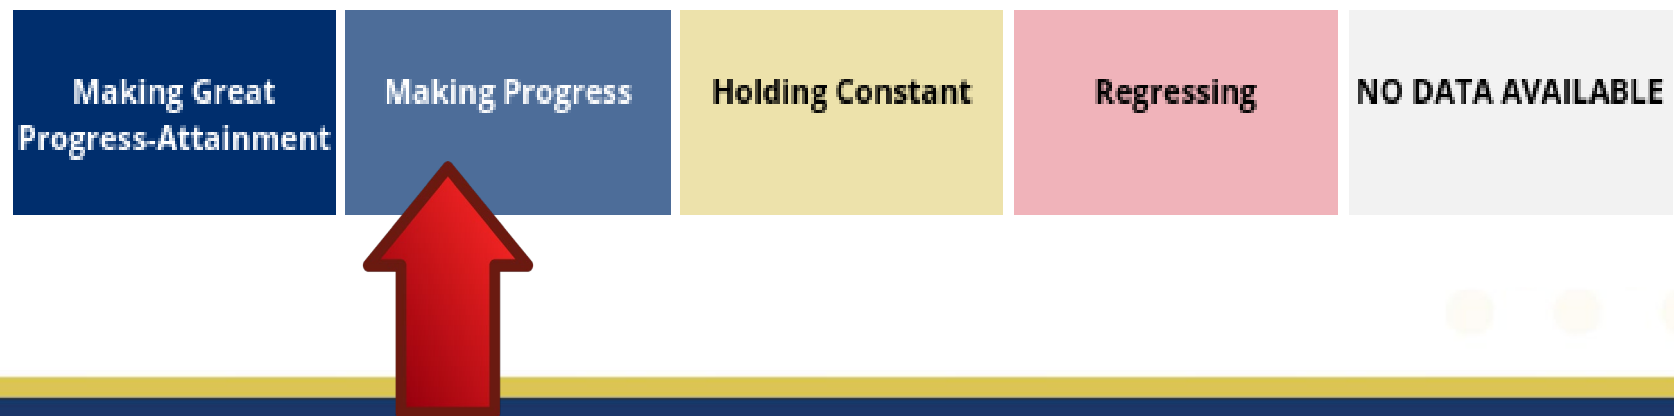 Making Great
Progress-Attainment
Making Progress
Holding Constant
Regressing
NO DATA AVAILABLE